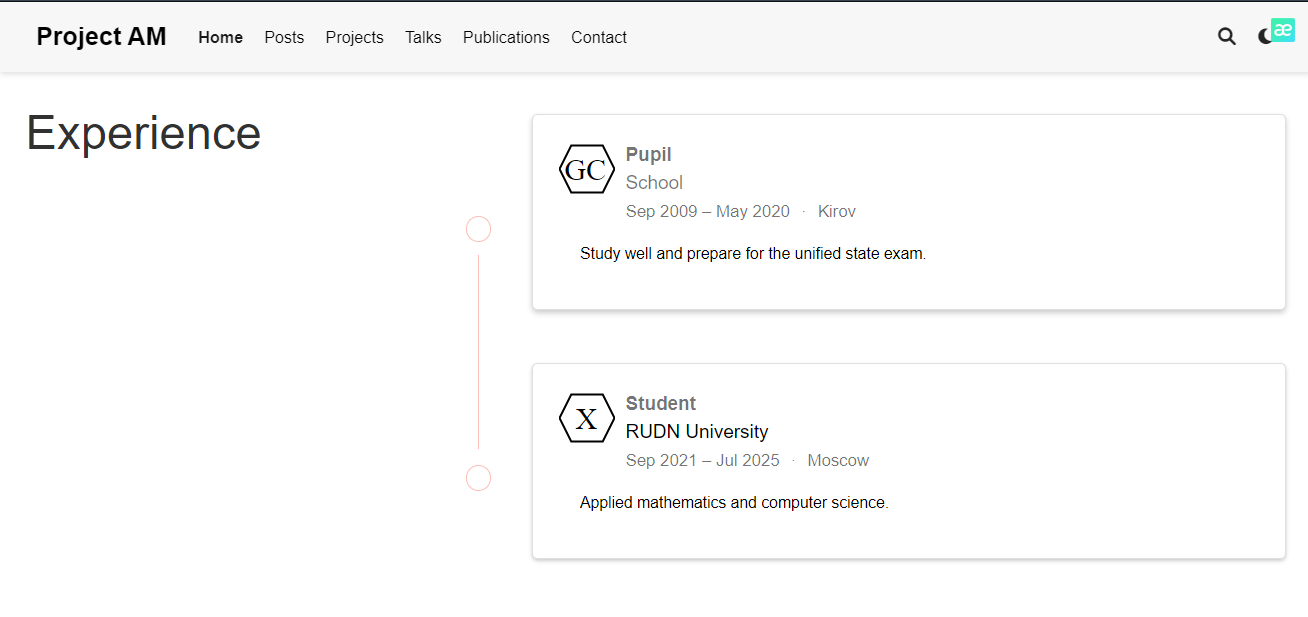 Project AM Home Posts Projects Talks Publications Contact æ
Experience
GC
Pupil
School
Sep 2009 – May 2020 · Kirov
Study well and prepare for the unified state exam.
X
Student
RUDN University
Sep 2021 – Jul 2025 · Moscow
Applied mathematics and computer science.